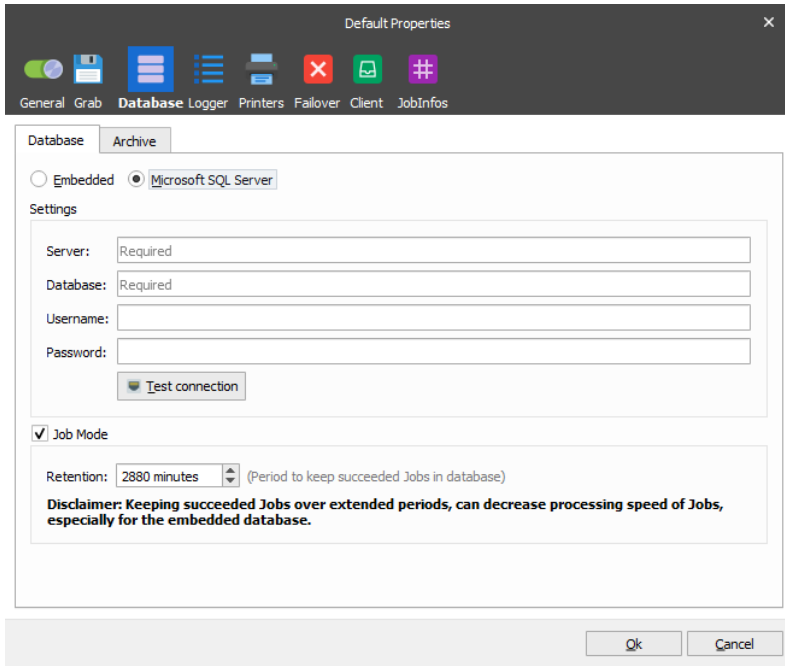 Default Properties
General Grab Database Logger Printers Failover Client JobInfos
Database Archive
Embedded Microsoft SQL Server
Settings
Server: Required
Database: Required
Username:
Password:
Test connection
Job Mode
Retention: 2880 minutes (Period to keep succeeded Jobs in database)
Disclaimer: Keeping succeeded Jobs over extended periods, can decrease processing speed of Jobs,
especially for the embedded database.
Ok Cancel